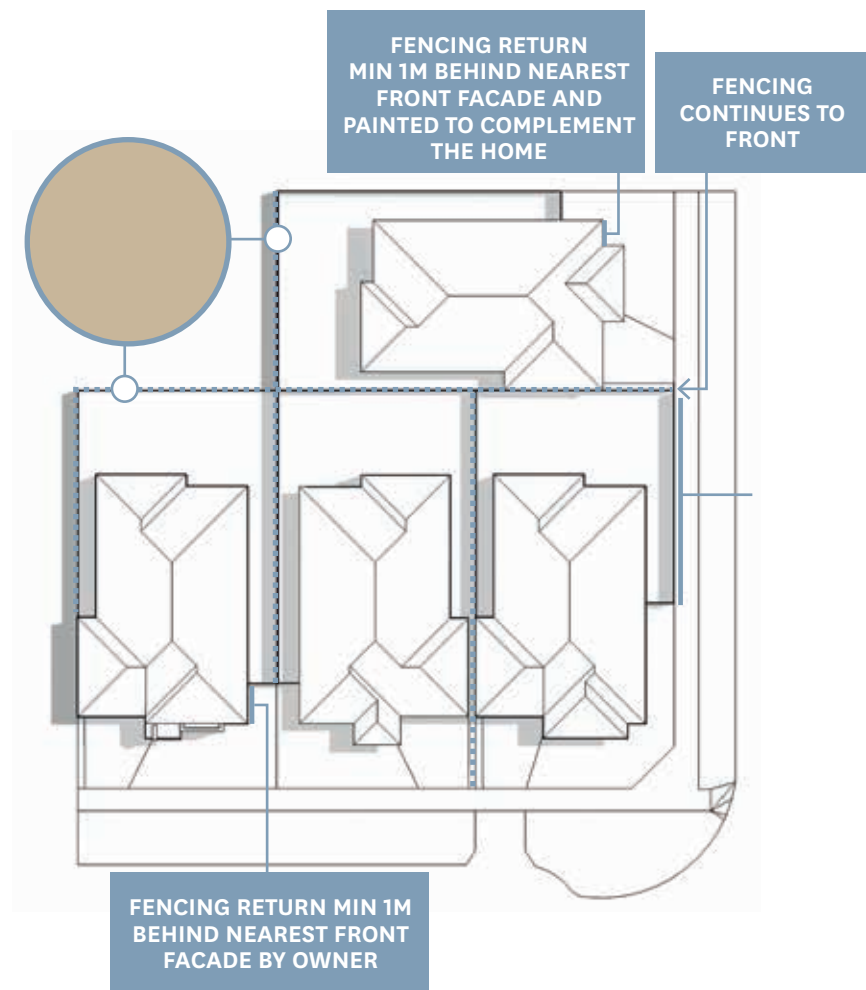 FENCING RETURN
MIN 1M BEHIND NEAREST
FRONT FACADE AND
PAINTED TO COMPLEMENT
THE HOME
FENCING
CONTINUES TO
FRONT
FENCING RETURN MIN 1M
BEHIND NEAREST FRONT
FACADE BY OWNER